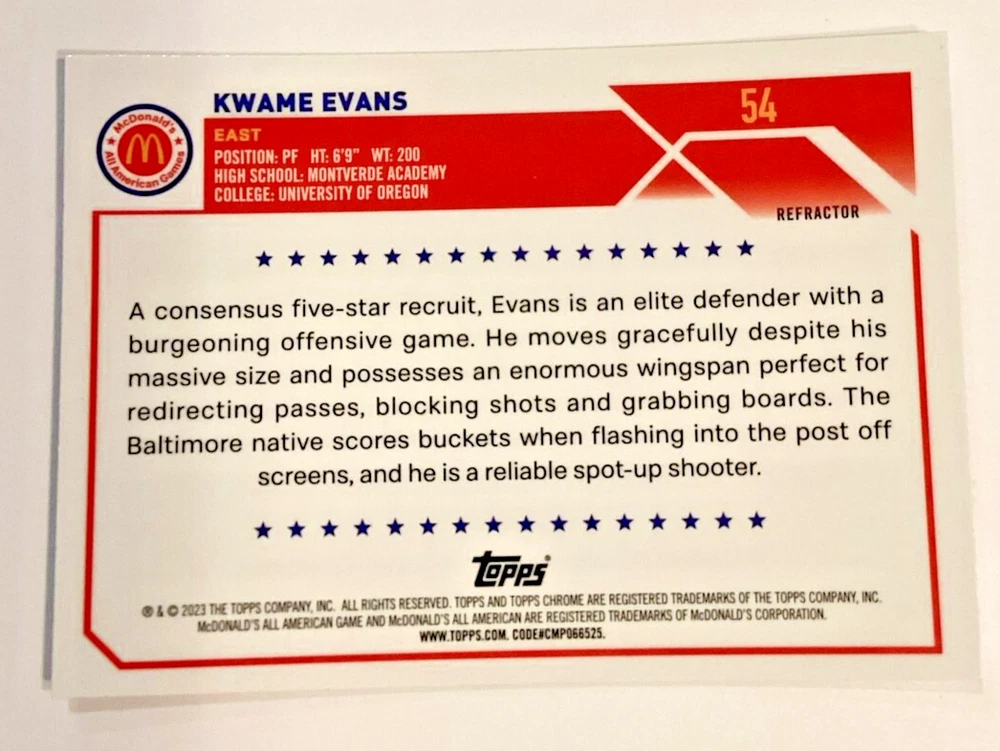 McDonald's
All American Games
KWAME EVANS
54
EAST
POSITION: PF HT: 6'9" WT: 200
HIGH SCHOOL: MONTVERDE ACADEMY
COLLEGE: UNIVERSITY OF OREGON
REFRACTOR
A consensus five-star recruit, Evans is an elite defender with a
burgeoning offensive game. He moves gracefully despite his
massive size and possesses an enormous wingspan perfect for
redirecting passes, blocking shots and grabbing boards. The
Baltimore native scores buckets when flashing into the post off
screens, and he is a reliable spot-up shooter.
Topps®
® & © 2023 THE TOPPS COMPANY, INC. ALL RIGHTS RESERVED. TOPPS AND TOPPS CHROME ARE REGISTERED TRADEMARKS OF THE TOPPS COMPANY, INC.
McDONALD'S ALL AMERICAN GAME AND McDONALD'S ALL AMERICAN ARE REGISTERED TRADEMARKS OF McDONALD'S CORPORATION.
WWW.TOPPS.COM. CODE#CMP066525.